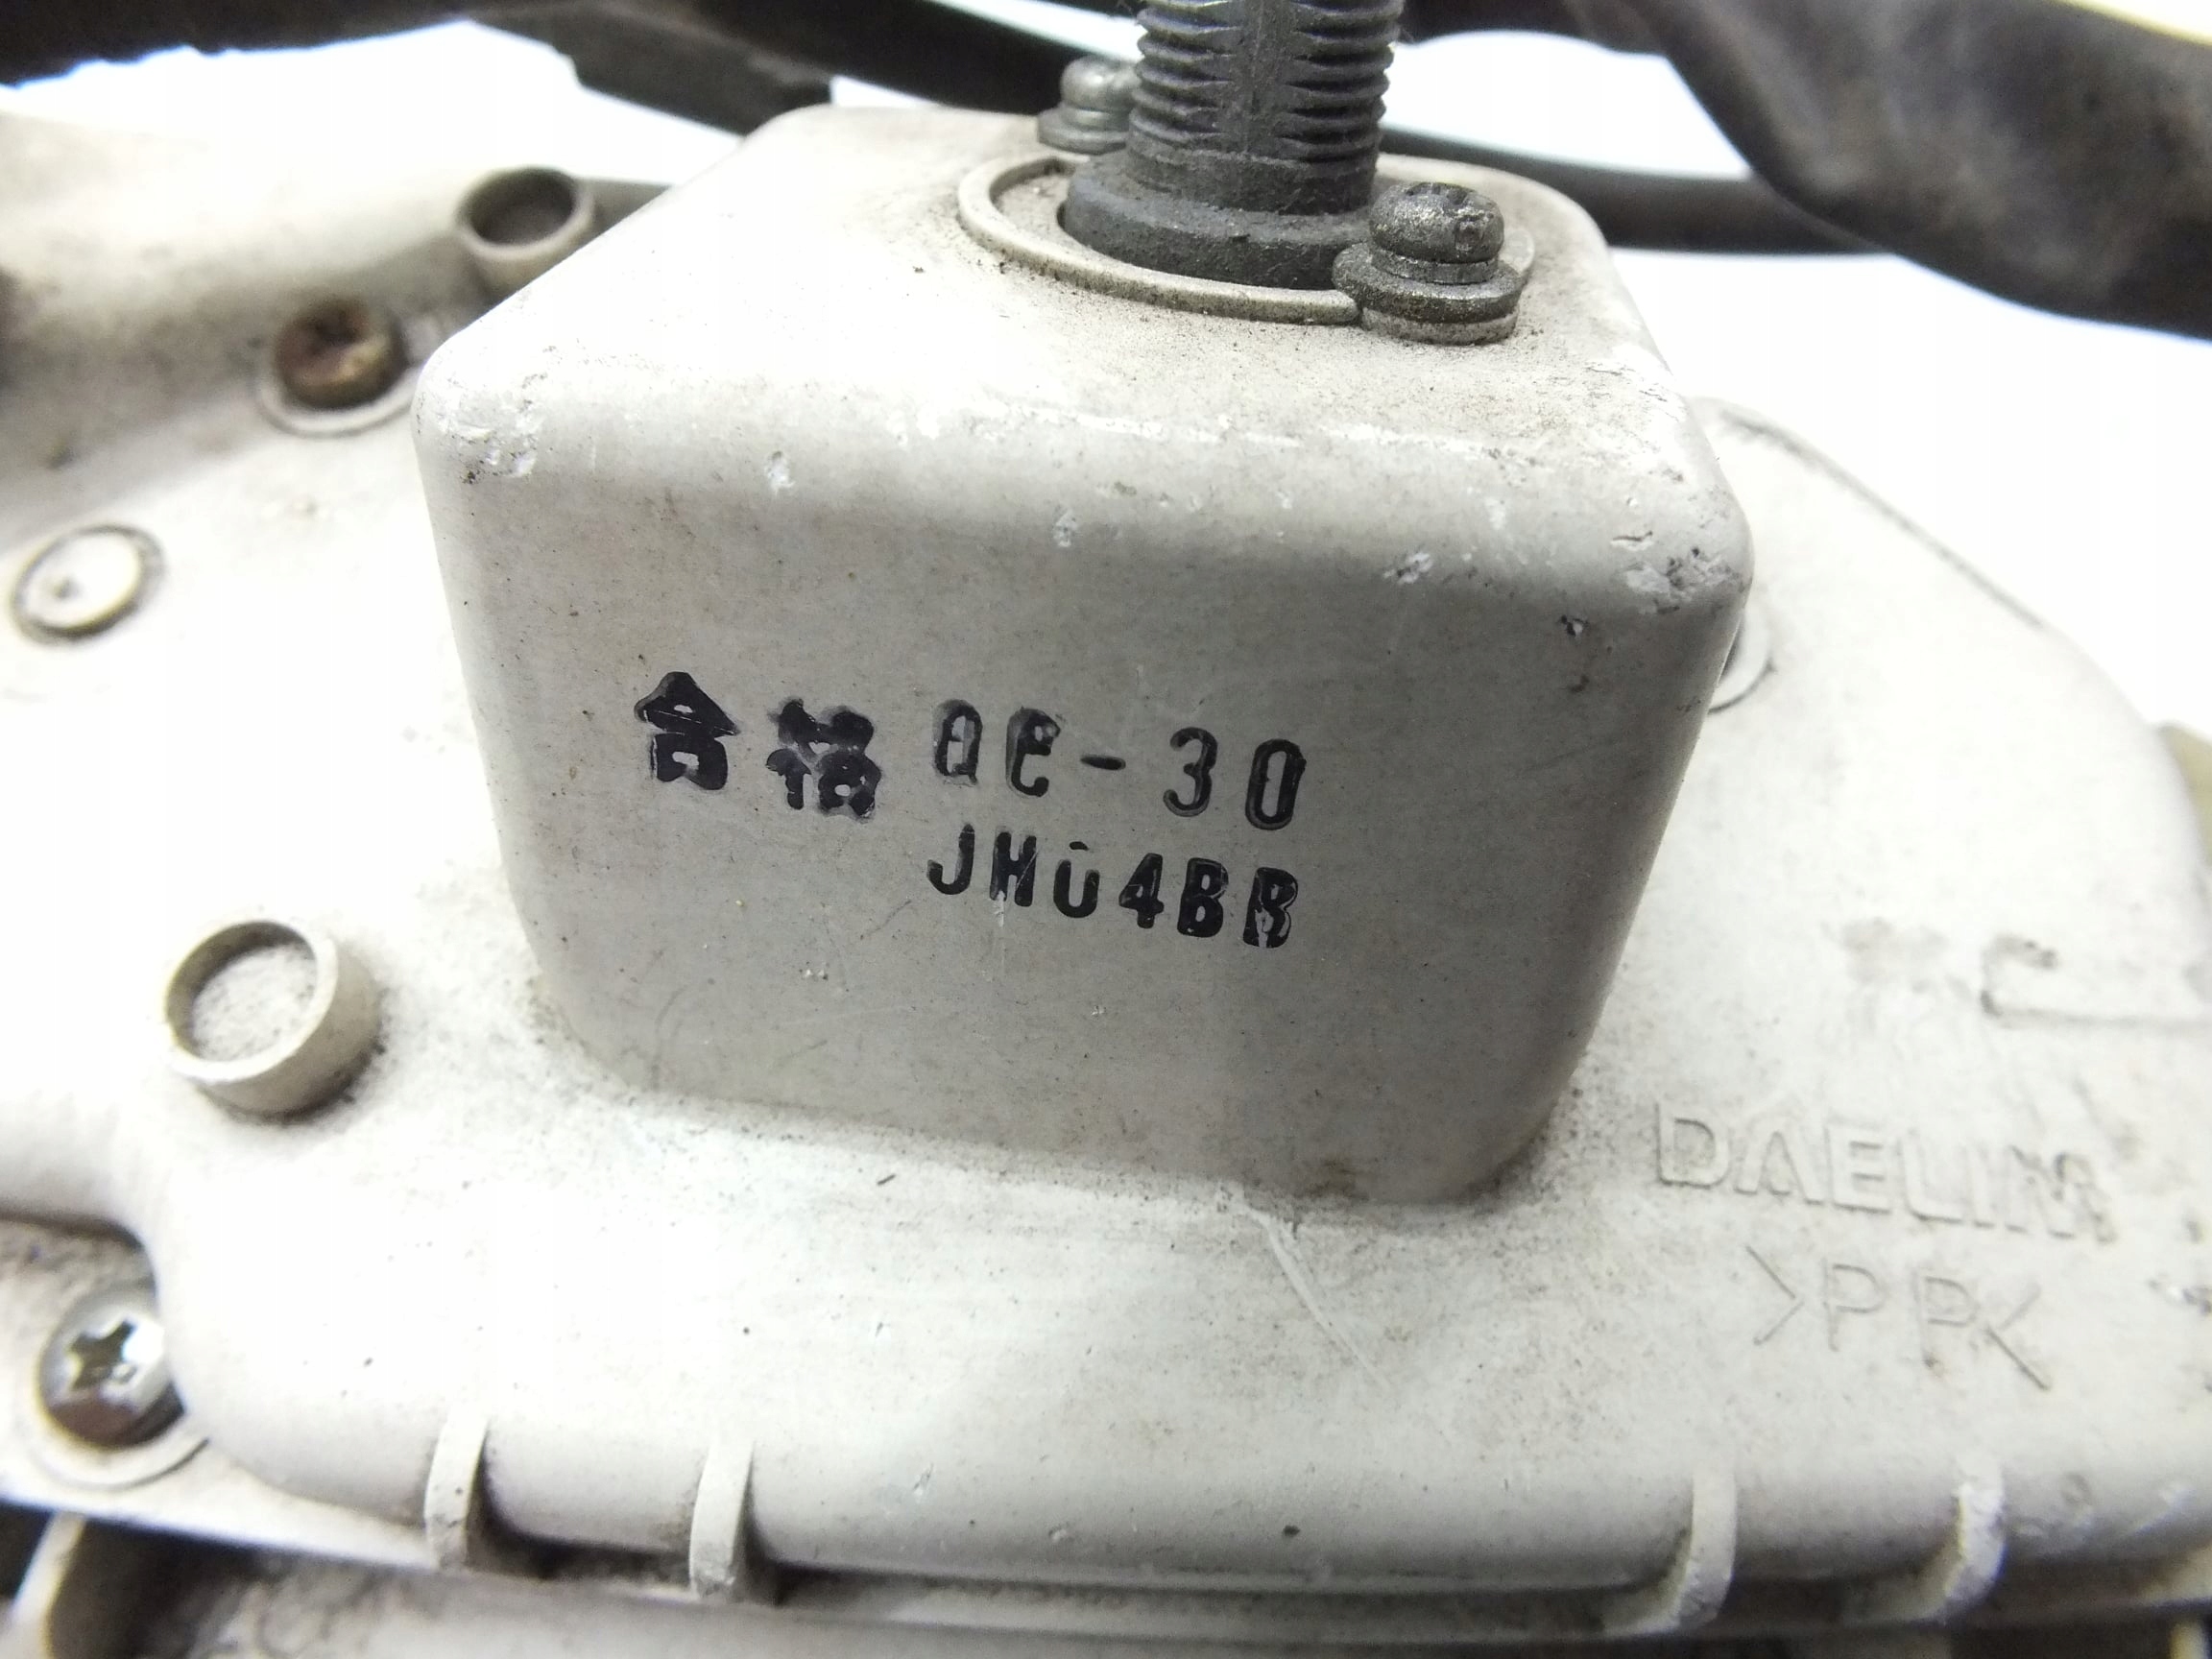 合格 QC-30
JH04BB
DAELIM
>PP<